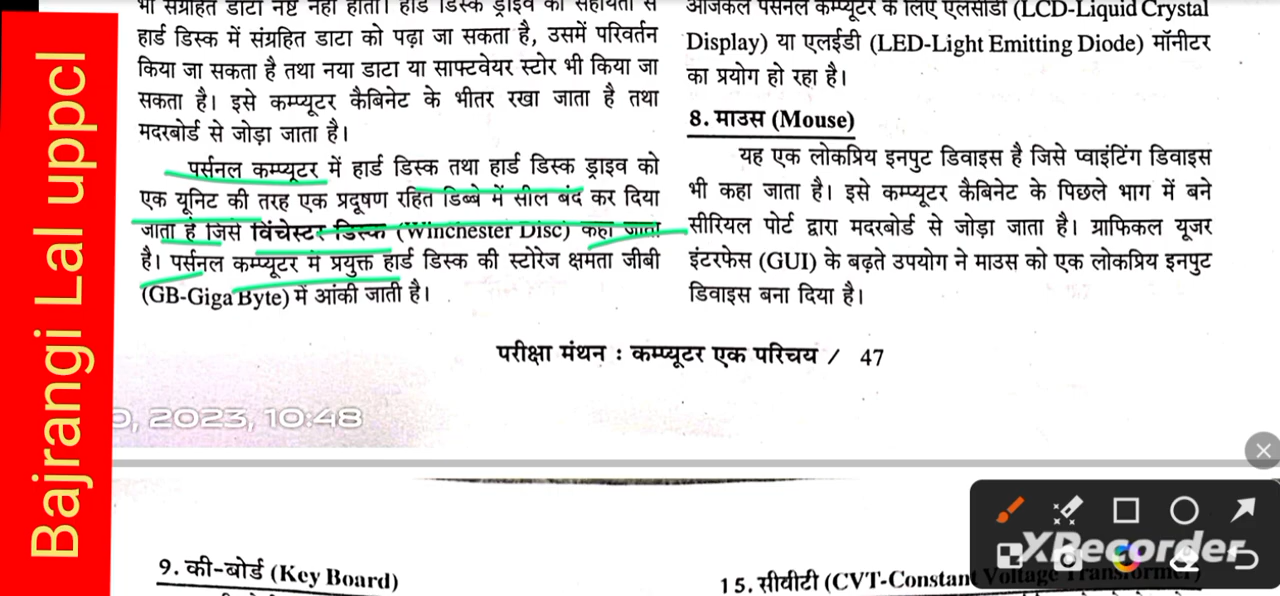 Bajrangi Lal uppcl
भी संग्रहित डाटा नष्ट नहीं होता। हार्ड डिस्क ड्राइव की सहायता से
हार्ड डिस्क में संग्रहित डाटा को पढ़ा जा सकता है, उसमें परिवर्तन
किया जा सकता है तथा नया डाटा या साफ्टवेयर स्टोर भी किया जा
सकता है। इसे कम्प्यूटर कैबिनेट के भीतर रखा जाता है तथा
मदरबोर्ड से जोड़ा जाता है।
पर्सनल कम्प्यूटर में हार्ड डिस्क तथा हार्ड डिस्क ड्राइव को
एक यूनिट की तरह एक प्रदूषण रहित डिब्बे में सील बंद कर दिया
जाता है जिसे विंचेस्टर डिस्क (Winchester Disc) कहा जाता
है। पर्सनल कम्प्यूटर में प्रयुक्त हार्ड डिस्क की स्टोरेज क्षमता जीबी
(GB-Giga Byte) में आंकी जाती है।
आजकल पर्सनल कम्प्यूटर के लिए एलसीडी (LCD-Liquid Crystal
Display) या एलईडी (LED-Light Emitting Diode) मॉनीटर
का प्रयोग हो रहा है।
8. माउस (Mouse)
यह एक लोकप्रिय इनपुट डिवाइस है जिसे प्वाइंटिंग डिवाइस
भी कहा जाता है। इसे कम्प्यूटर कैबिनेट के पिछले भाग में बने
सीरियल पोर्ट द्वारा मदरबोर्ड से जोड़ा जाता है। ग्राफिकल यूजर
इंटरफेस (GUI) के बढ़ते उपयोग ने माउस को एक लोकप्रिय इनपुट
डिवाइस बना दिया है।
परीक्षा मंथन : कम्प्यूटर एक परिचय / 47
, 2023, 10:48
9. की-बोर्ड (Key Board)
15. सीवीटी (CVT-Constant Voltage Transformer)
XRecorder